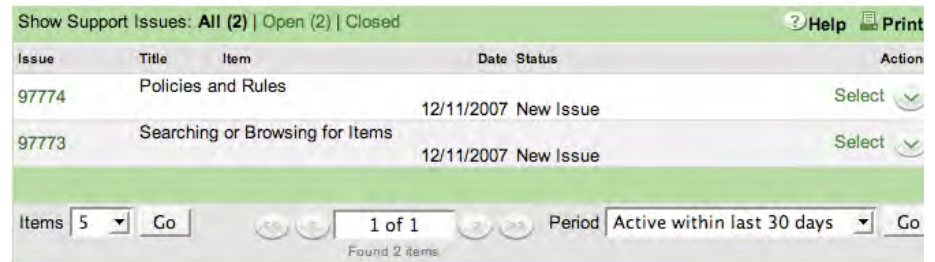 Show Support Issues: All (2) | Open (2) | Closed ? Help Print
Issue Title Item Date Status Action
97774 Policies and Rules 12/11/2007 New Issue Select
97773 Searching or Browsing for Items 12/11/2007 New Issue Select
Items 5 Go << < 1 of 1 > >> Period Active within last 30 days Go
Found 2 items